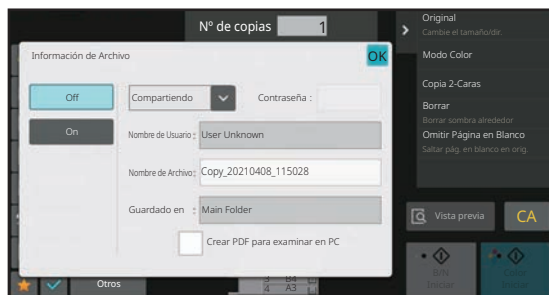 Nº de copias 1
Información de Archivo
OK
Off
On
Compartiendo
Contraseña :
Nombre de Usuario : User Unknown
Nombre de Archivo : Copy_20210408_115028
Guardado en : Main Folder
Crear PDF para examinar en PC
Otros
3 B4
4 A3
Original
Cambie el tamaño/dir.
Modo Color
Copia 2-Caras
Borrar
Borrar sombra alrededor
Omitir Página en Blanco
Saltar pág. en blanco en orig.
Vista previa
CA
B/N
Iniciar
Color
Iniciar